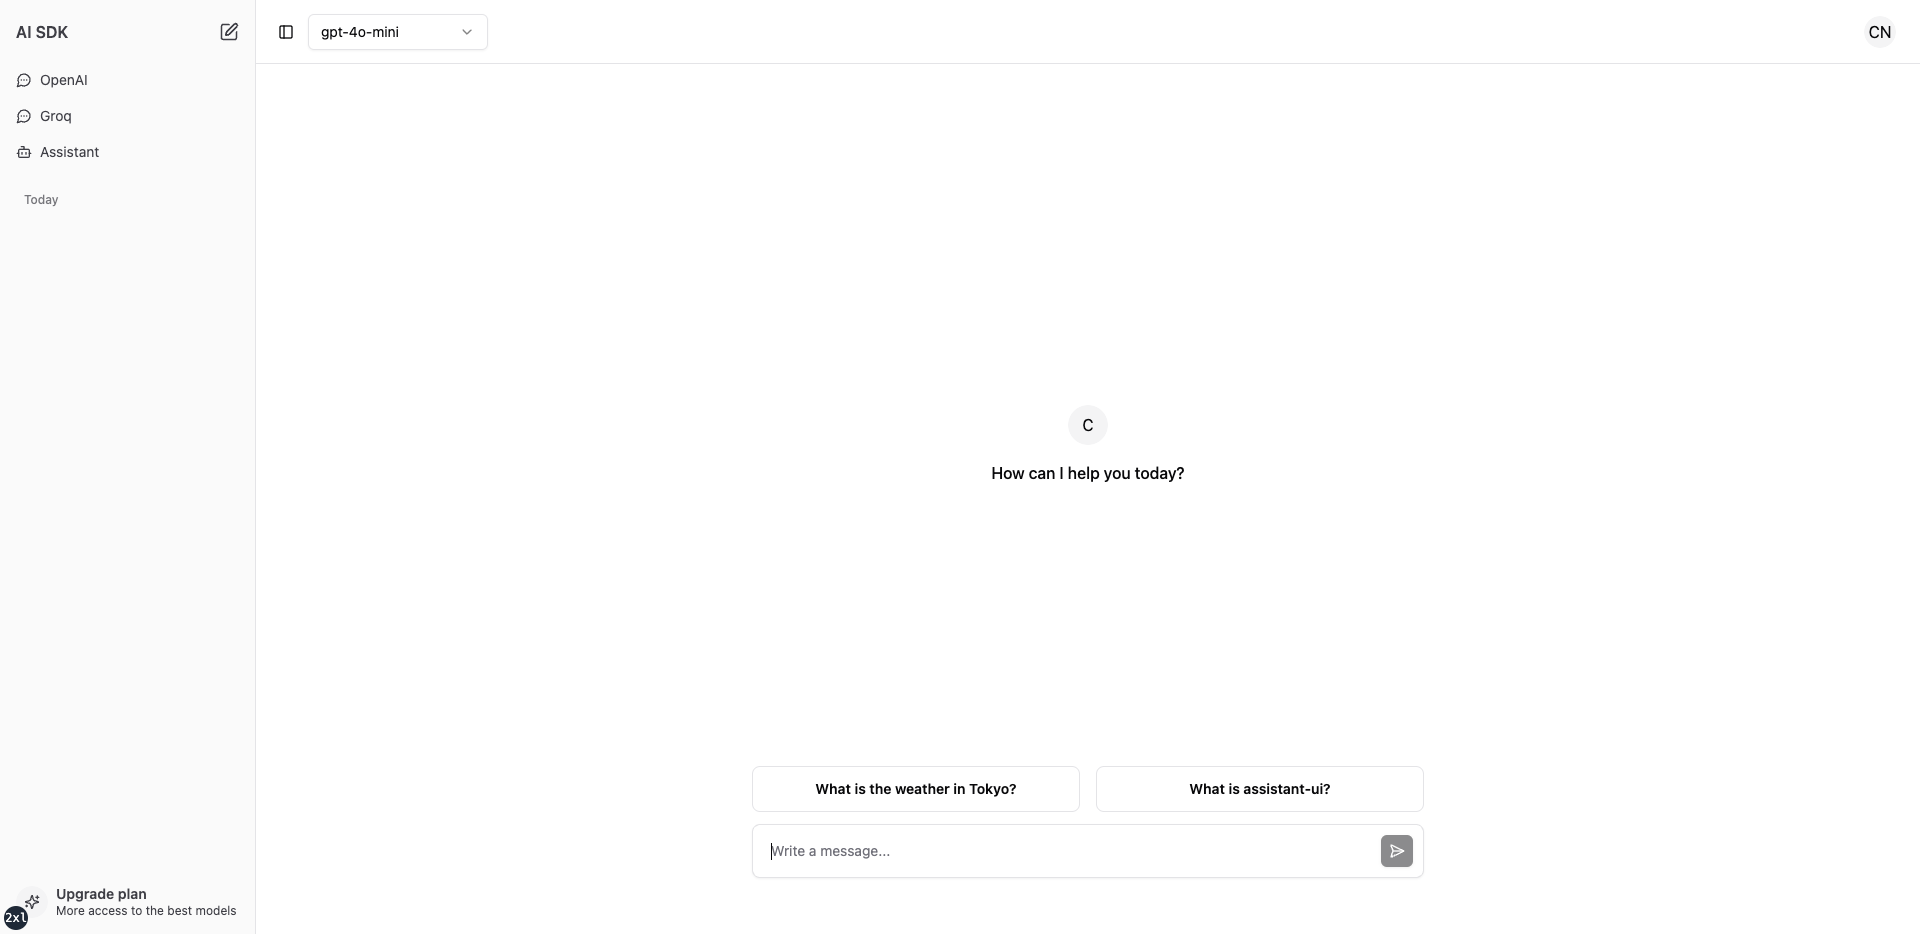 AI SDK
OpenAI
Groq
Assistant
Today
Upgrade plan
More access to the best models
2xl
gpt-4o-mini
CN
C
How can I help you today?
What is the weather in Tokyo?
What is assistant-ui?
Write a message...